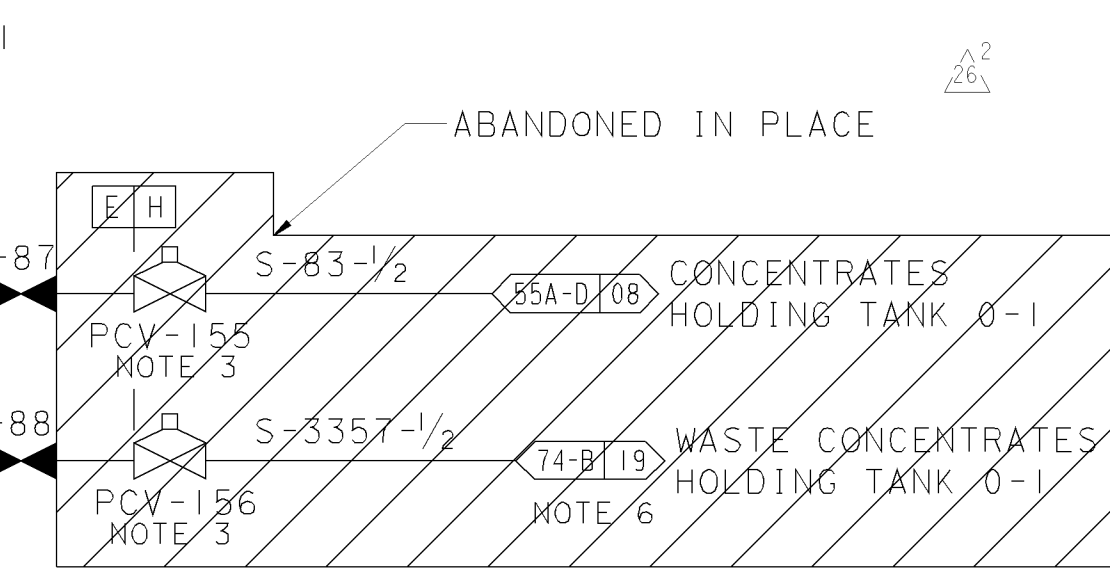 2
26
ABANDONED IN PLACE
E H
-87
S-83-1/2
55A-D 08
CONCENTRATES
HOLDING TANK 0-1
PCV-155
NOTE 3
-88
S-3357-1/2
74-B 19
WASTE CONCENTRATES
HOLDING TANK 0-1
PCV-156
NOTE 3
NOTE 6